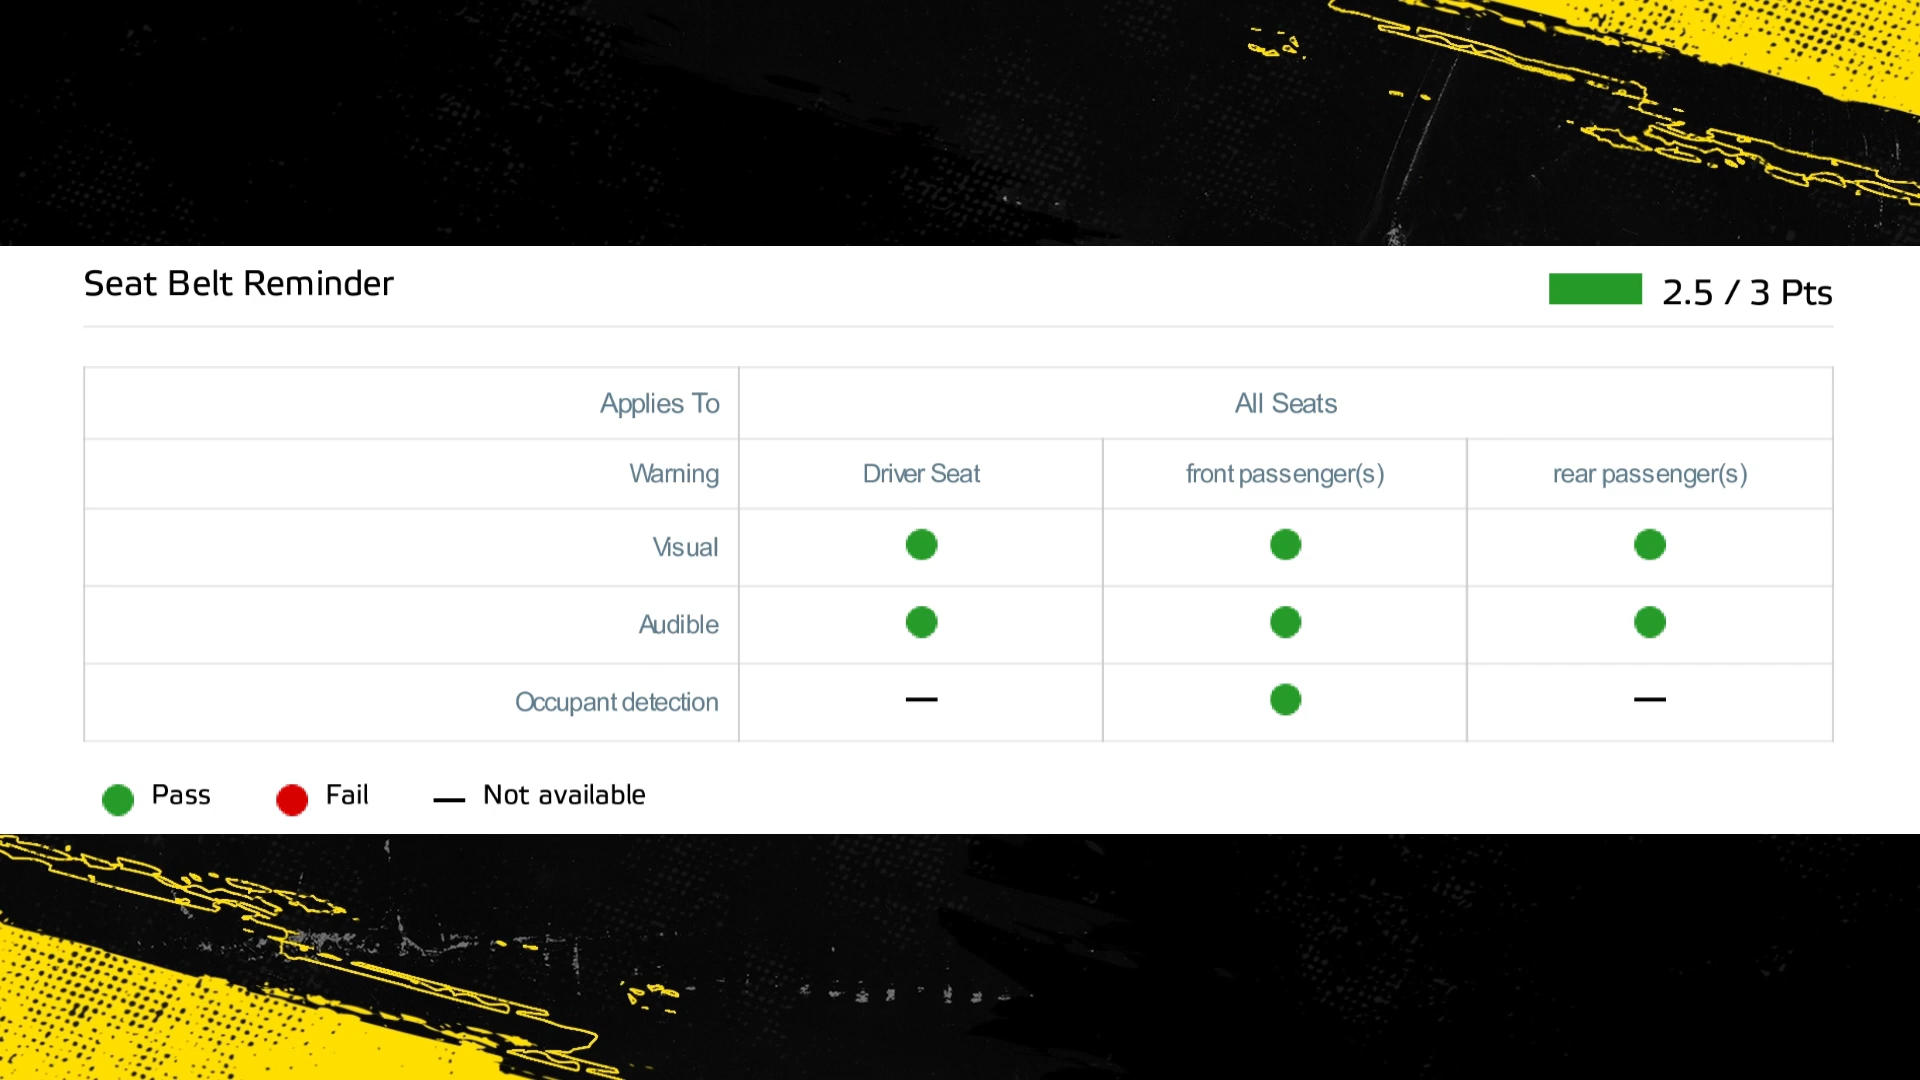 Seat Belt Reminder
2.5 / 3 Pts
Applies To All Seats
Warning Driver Seat front passenger(s) rear passenger(s)
Visual
Audible
Occupant detection — —
Pass Fail — Not available